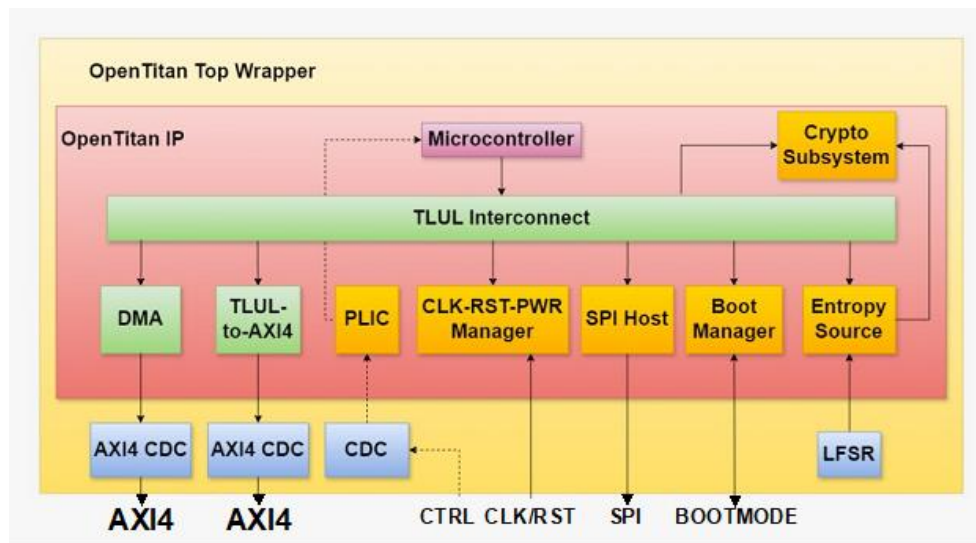 OpenTitan Top Wrapper
OpenTitan IP
Microcontroller
Crypto
Subsystem
TLUL Interconnect
DMA
TLUL-
to-AXI4
PLIC
CLK-RST-PWR
Manager
SPI Host
Boot
Manager
Entropy
Source
AXI4 CDC
AXI4 CDC
CDC
LFSR
AXI4
AXI4
CTRL
CLK/RST
SPI
BOOTMODE